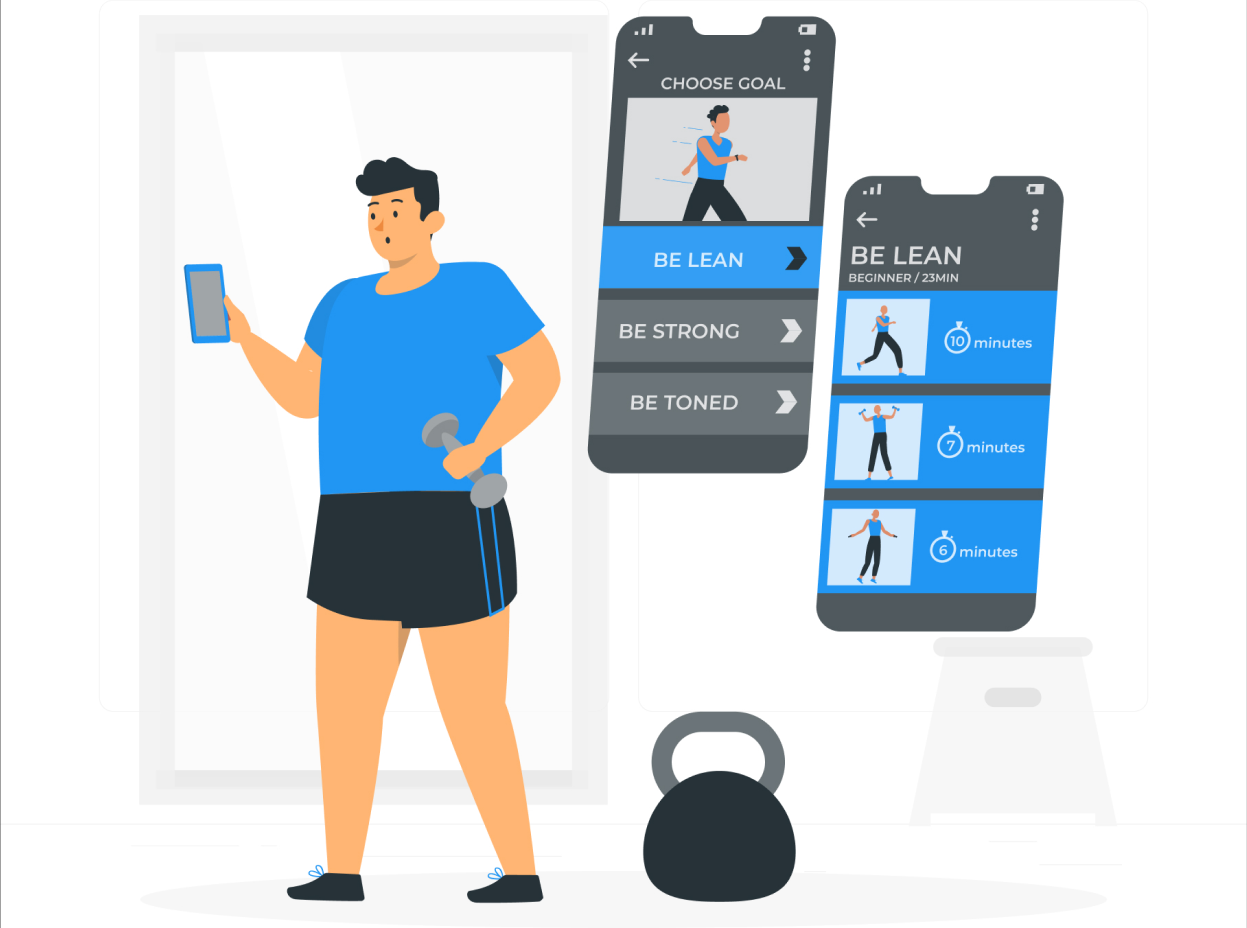 CHOOSE GOAL
BE LEAN
BE STRONG
BE TONED
BE LEAN
BEGINNER / 23MIN
10 minutes
7 minutes
6 minutes